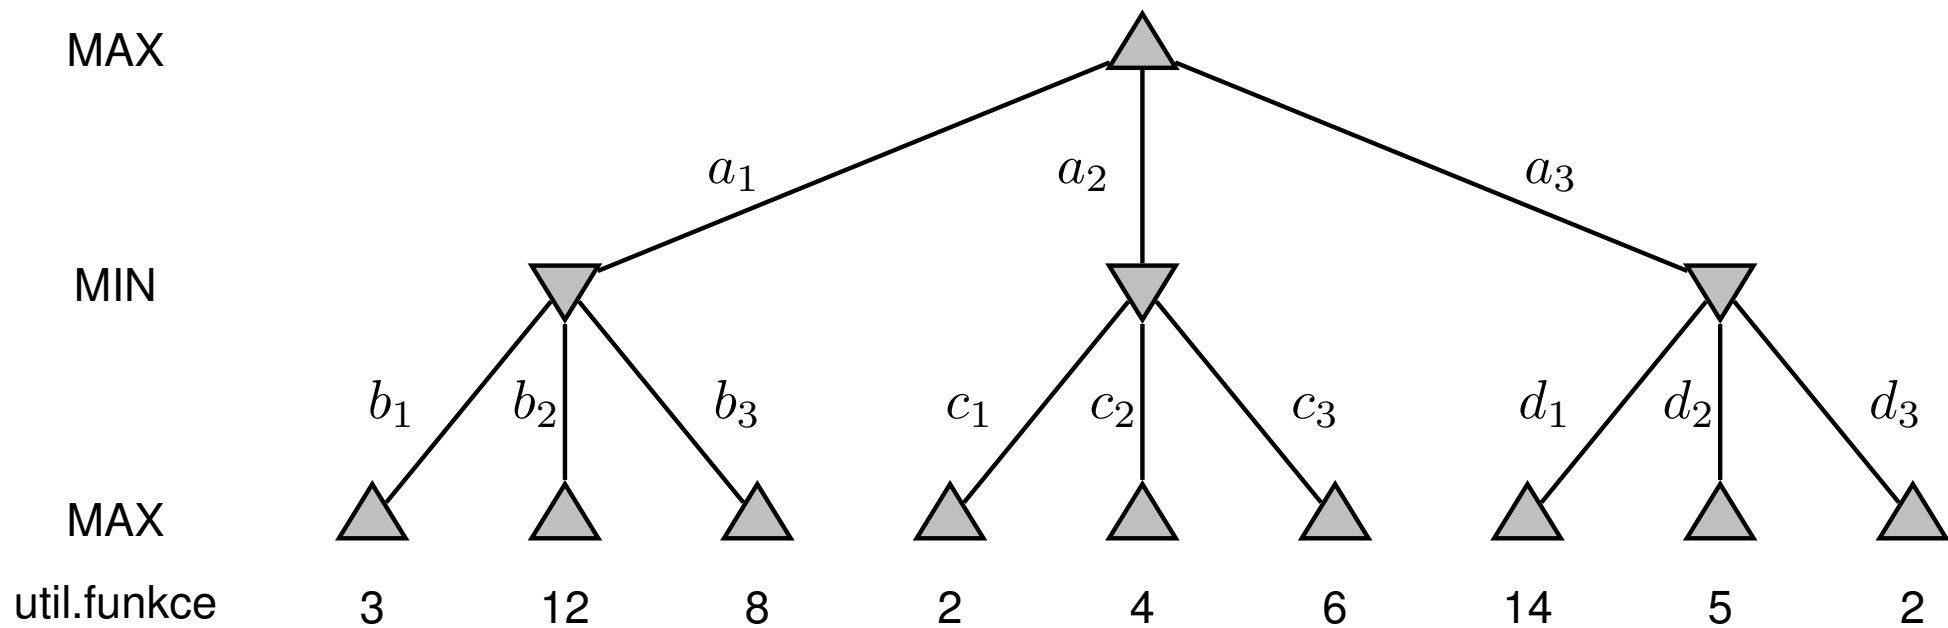 MAX
a1 a2 a3
MIN
b1 b2 b3 c1 c2 c3 d1 d2 d3
MAX
util.funkce 3 12 8 2 4 6 14 5 2